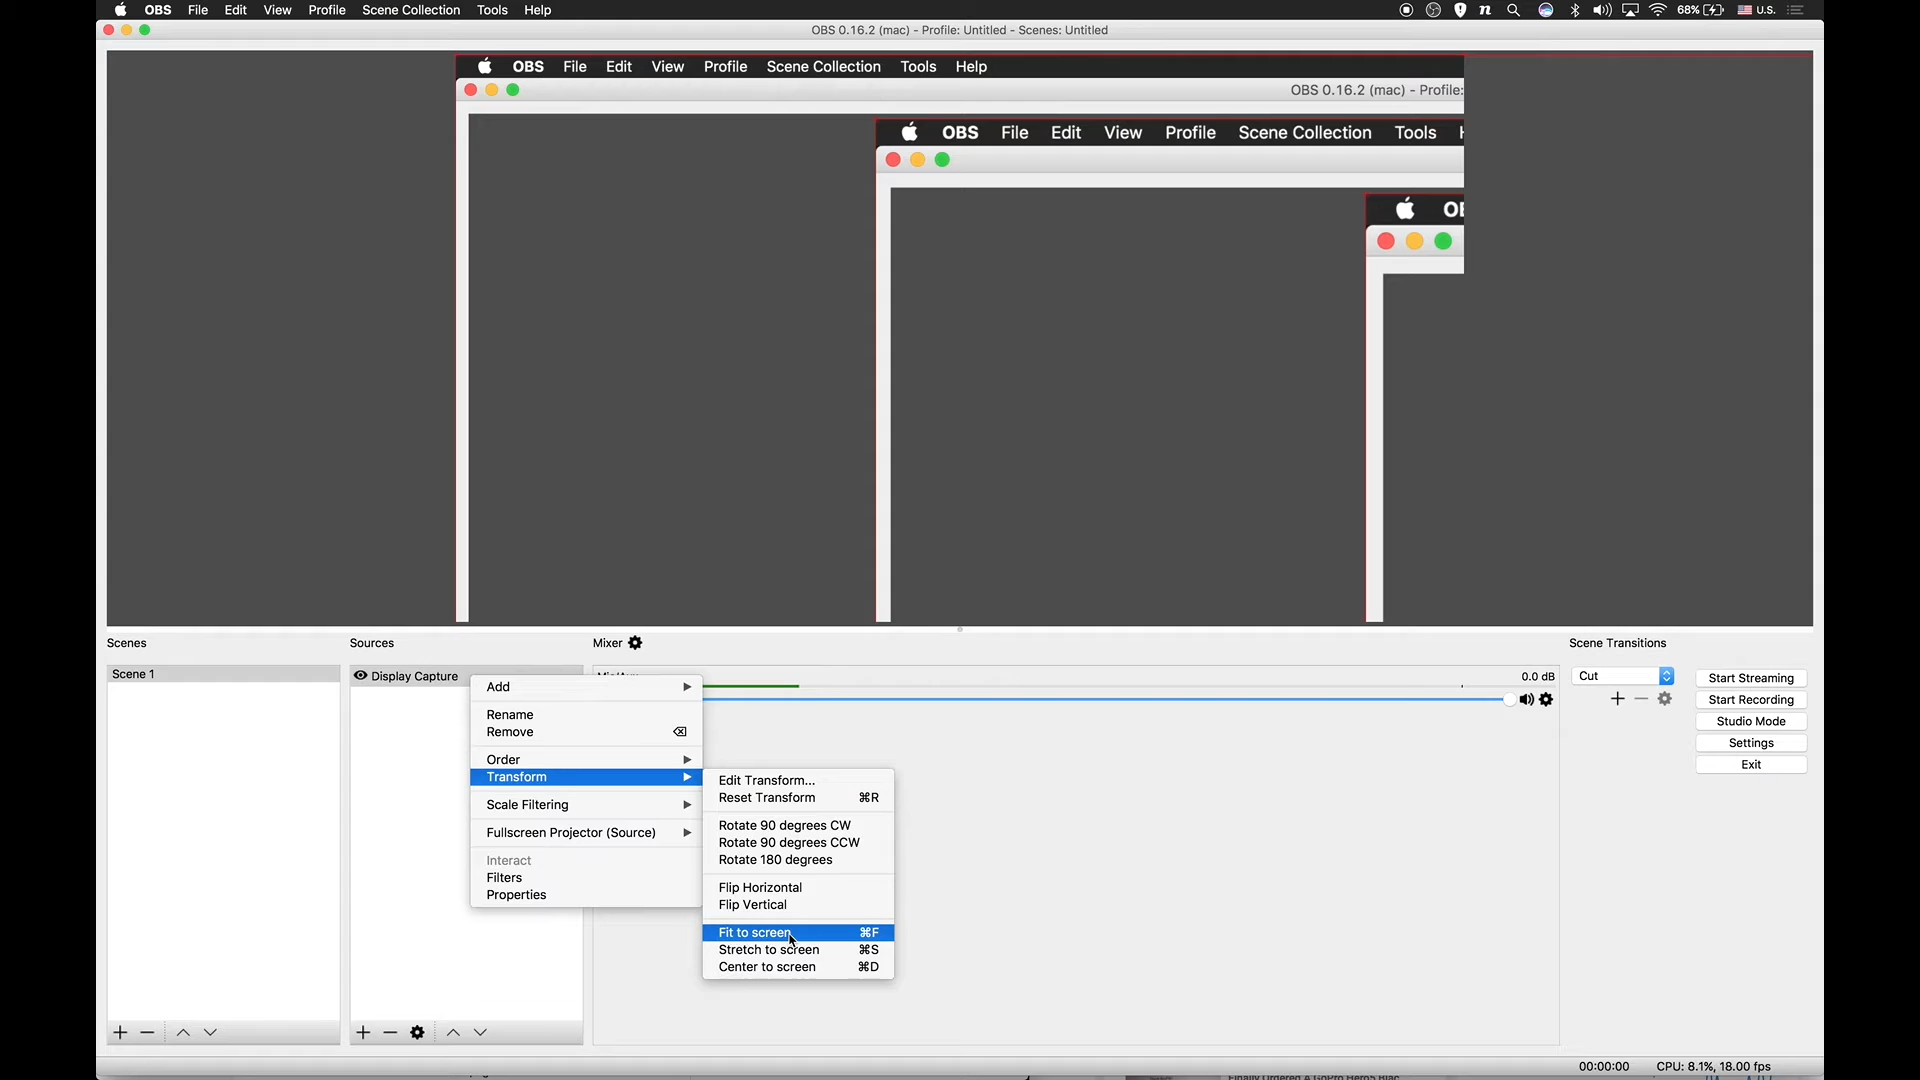 OBS File Edit View Profile Scene Collection Tools Help
68% U.S.
OBS 0.16.2 (mac) - Profile: Untitled - Scenes: Untitled
OBS File Edit View Profile Scene Collection Tools Help
OBS 0.16.2 (mac) - Profile:
OBS File Edit View Profile Scene Collection Tools
Scenes
Scene 1
Sources
Display Capture
Add
Rename
Remove
Order
Transform
Scale Filtering
Fullscreen Projector (Source)
Interact
Filters
Properties
Edit Transform...
Reset Transform ⌘R
Rotate 90 degrees CW
Rotate 90 degrees CCW
Rotate 180 degrees
Flip Horizontal
Flip Vertical
Fit to screen ⌘F
Stretch to screen ⌘S
Center to screen ⌘D
Mixer
0.0 dB
Scene Transitions
Cut
Start Streaming
Start Recording
Studio Mode
Settings
Exit
00:00:00 CPU: 8.1%, 18.00 fps